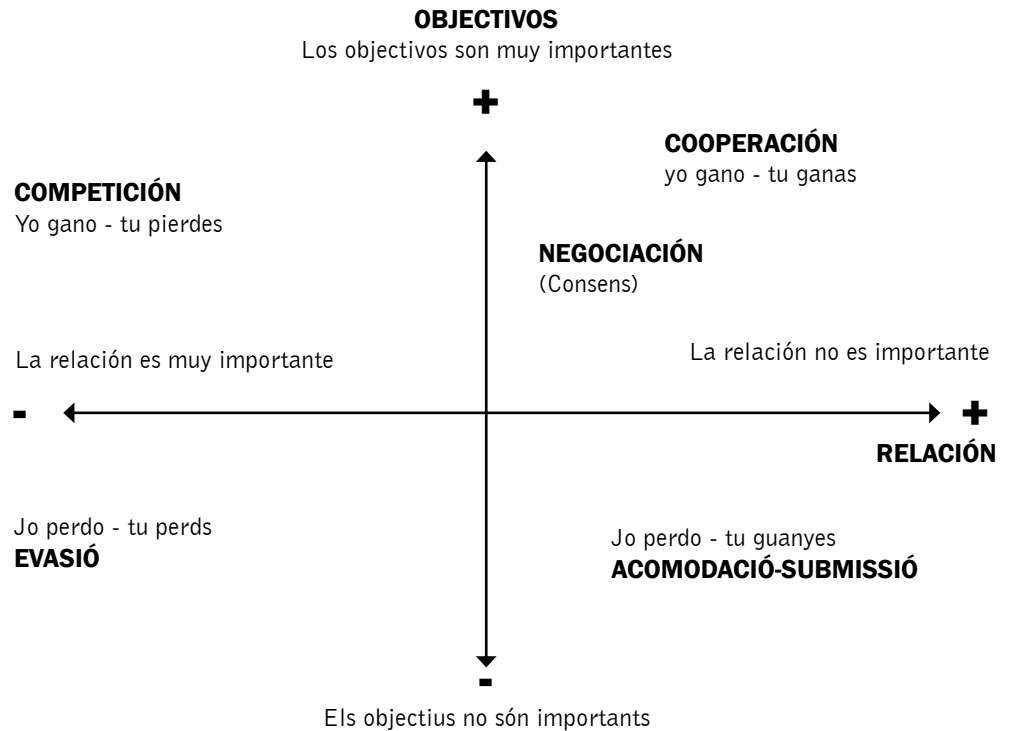 OBJECTIVOS
Los objectivos son muy importantes
+
COOPERACIÓN
yo gano - tu ganas
COMPETICIÓN
Yo gano - tu pierdes
NEGOCIACIÓN
(Consens)
La relación es muy importante
La relación no es importante
-
+
RELACIÓN
Jo perdo - tu perds
EVASIÓ
Jo perdo - tu guanyes
ACOMODACIÓ-SUBMISSIÓ
-
Els objectius no són importants